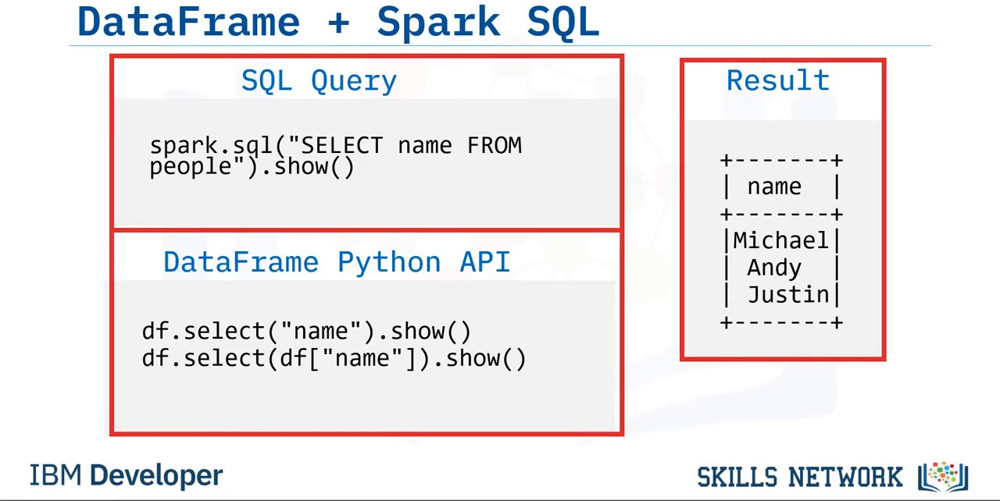 DataFrame + Spark SQL
SQL Query
spark.sql("SELECT name FROM
people").show()
DataFrame Python API
df.select("name").show()
df.select(df["name"]).show()
Result
+-------+
| name  |
+-------+
|Michael|
| Andy  |
| Justin|
+-------+
IBM Developer
SKILLS NETWORK